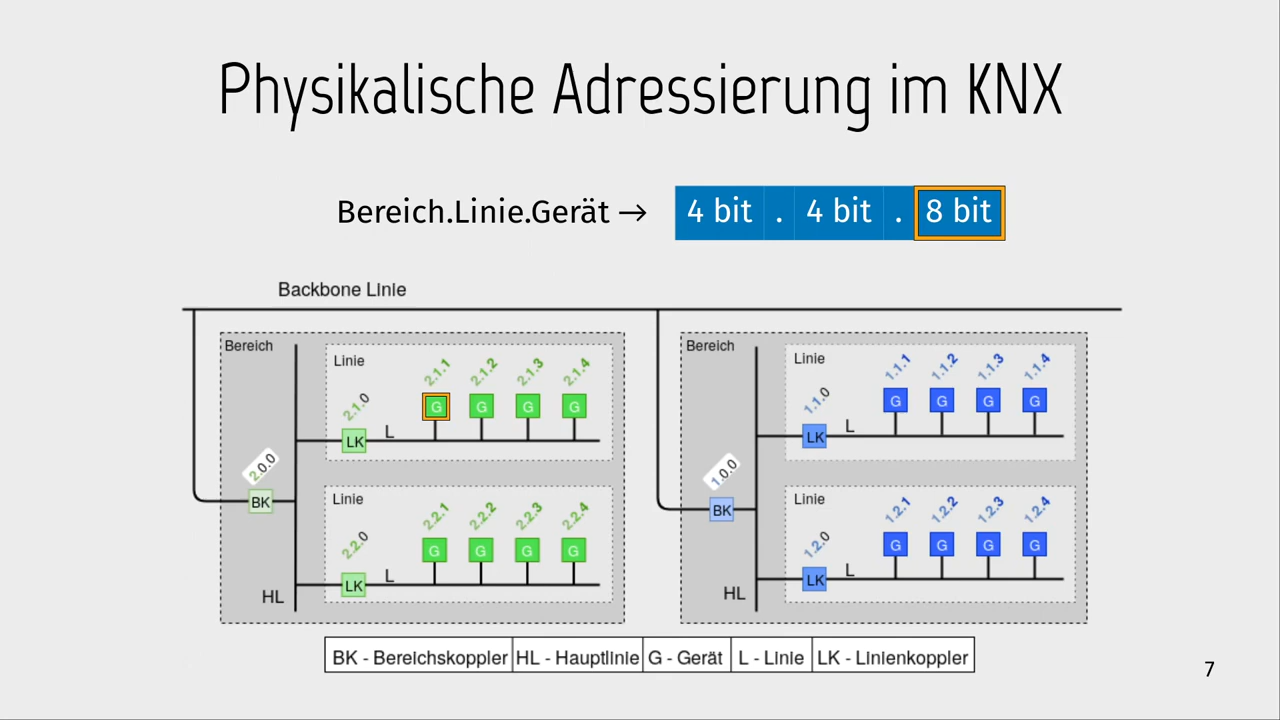 Physikalische Adressierung im KNX
Bereich.Linie.Gerät → 4 bit . 4 bit . 8 bit
Backbone Linie
Bereich
Linie
2.1.1 2.1.2 2.1.3 2.1.4
2.1.0
G G G G
LK L
2.0.0
BK
Linie
2.2.1 2.2.2 2.2.3 2.2.4
2.2.0
G G G G
LK L
HL
Bereich
Linie
1.1.1 1.1.2 1.1.3 1.1.4
1.1.0
G G G G
LK L
1.0.0
BK
Linie
1.2.1 1.2.2 1.2.3 1.2.4
1.2.0
G G G G
LK L
HL
BK - Bereichskoppler HL - Hauptlinie G - Gerät L - Linie LK - Linienkoppler
7